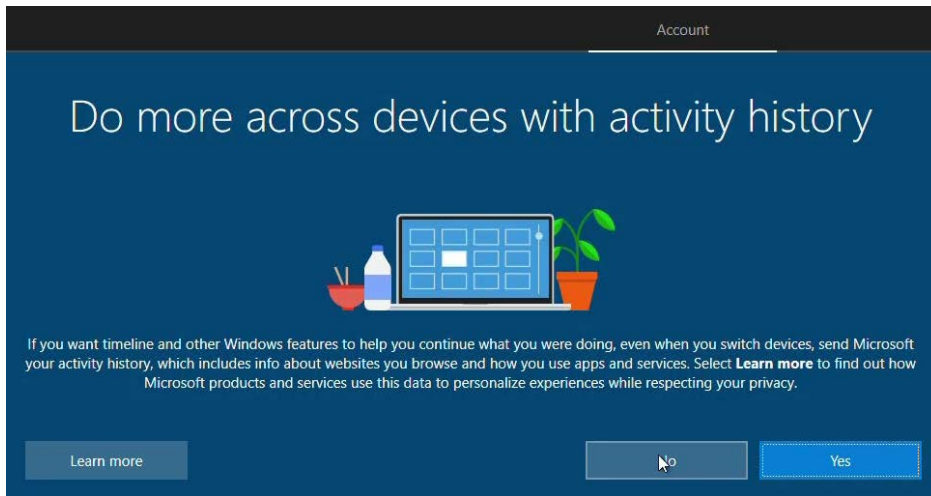 Account
Do more across devices with activity history
If you want timeline and other Windows features to help you continue what you were doing, even when you switch devices, send Microsoft
your activity history, which includes info about websites you browse and how you use apps and services. Select Learn more to find out how
Microsoft products and services use this data to personalize experiences while respecting your privacy.
Learn more
No
Yes